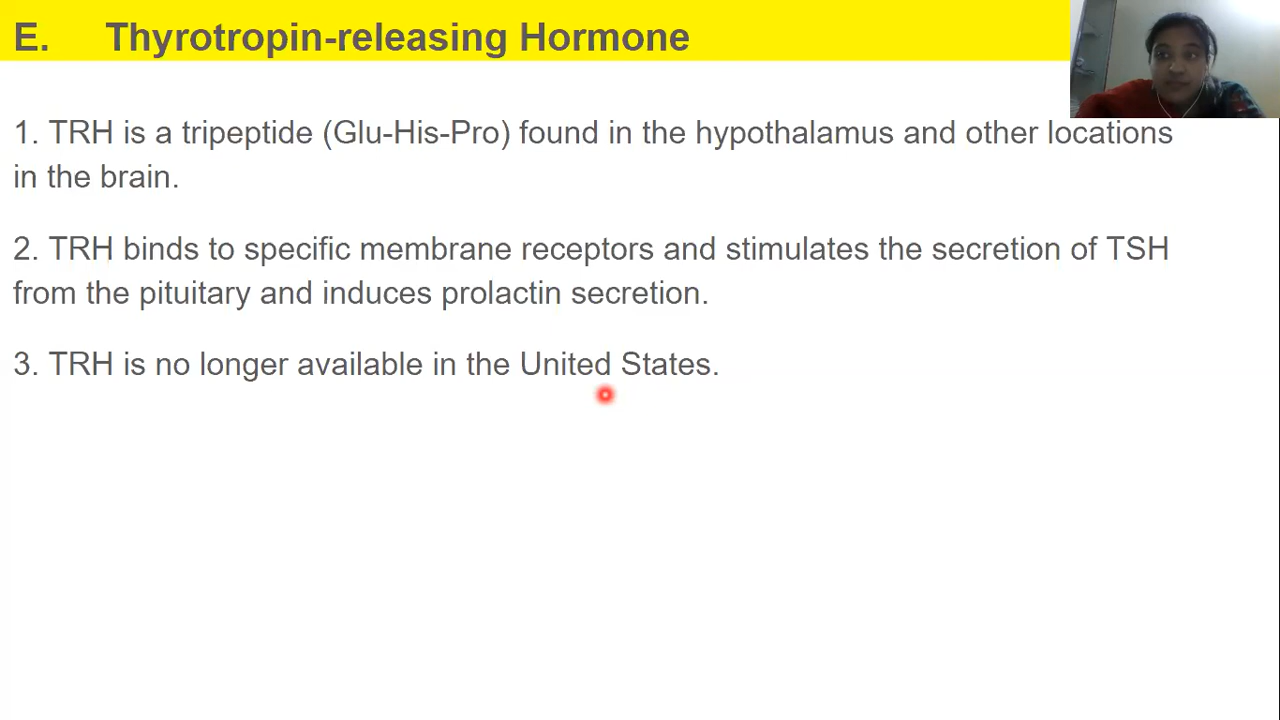 E. Thyrotropin-releasing Hormone
1. TRH is a tripeptide (Glu-His-Pro) found in the hypothalamus and other locations
in the brain.
2. TRH binds to specific membrane receptors and stimulates the secretion of TSH
from the pituitary and induces prolactin secretion.
3. TRH is no longer available in the United States.